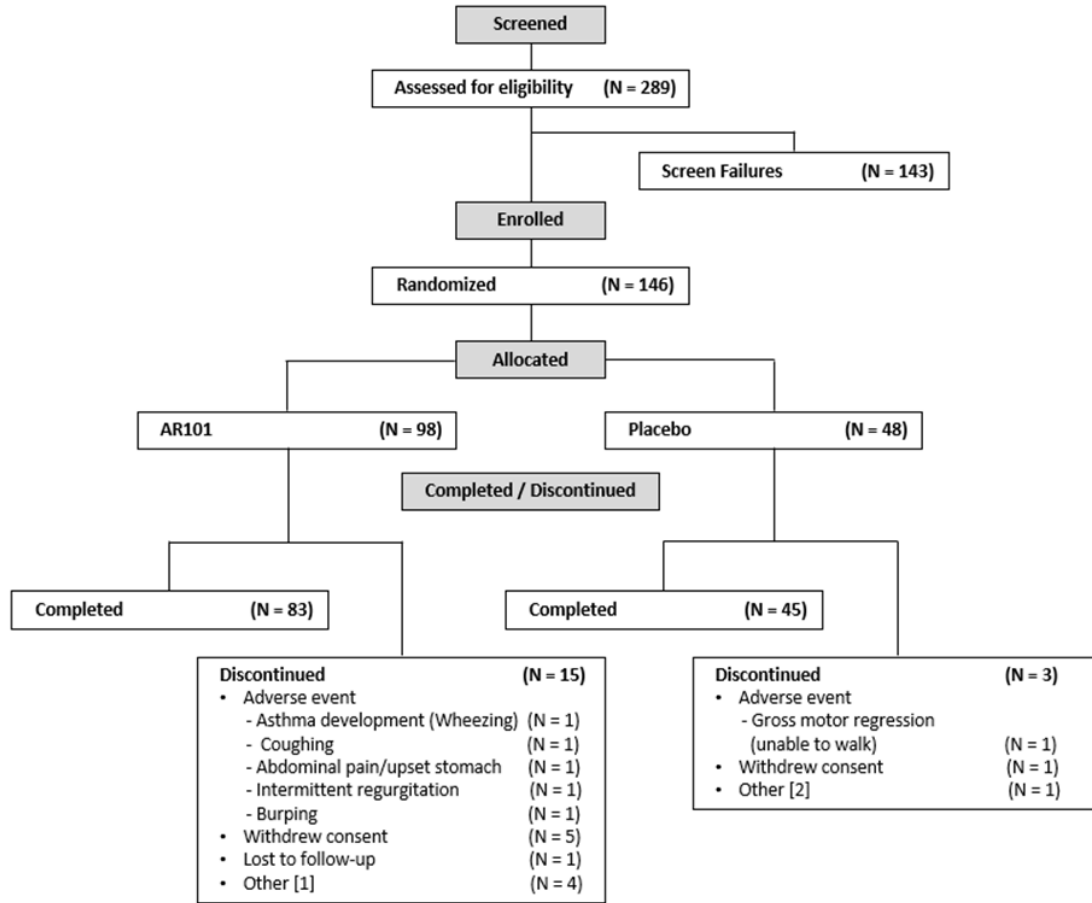 Screened
Assessed for eligibility (N = 289)
Screen Failures (N = 143)
Enrolled
Randomized (N = 146)
Allocated
AR101 (N = 98)
Placebo (N = 48)
Completed / Discontinued
Completed (N = 83)
Completed (N = 45)
Discontinued (N = 15)
• Adverse event
- Asthma development (Wheezing) (N = 1)
- Coughing (N = 1)
- Abdominal pain/upset stomach (N = 1)
- Intermittent regurgitation (N = 1)
- Burping (N = 1)
• Withdrew consent (N = 5)
• Lost to follow-up (N = 1)
• Other [1] (N = 4)
Discontinued (N = 3)
• Adverse event
- Gross motor regression
(unable to walk) (N = 1)
• Withdrew consent (N = 1)
• Other [2] (N = 1)